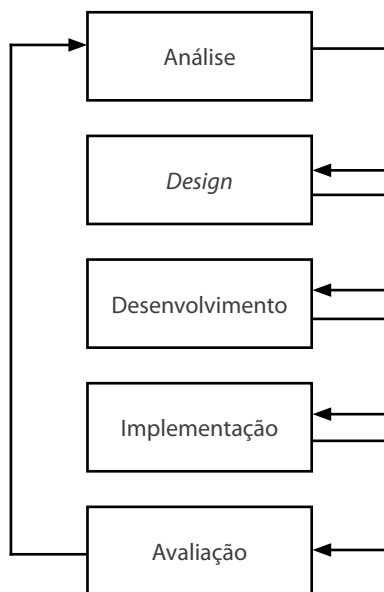 Análise
Design
Desenvolvimento
Implementação
Avaliação